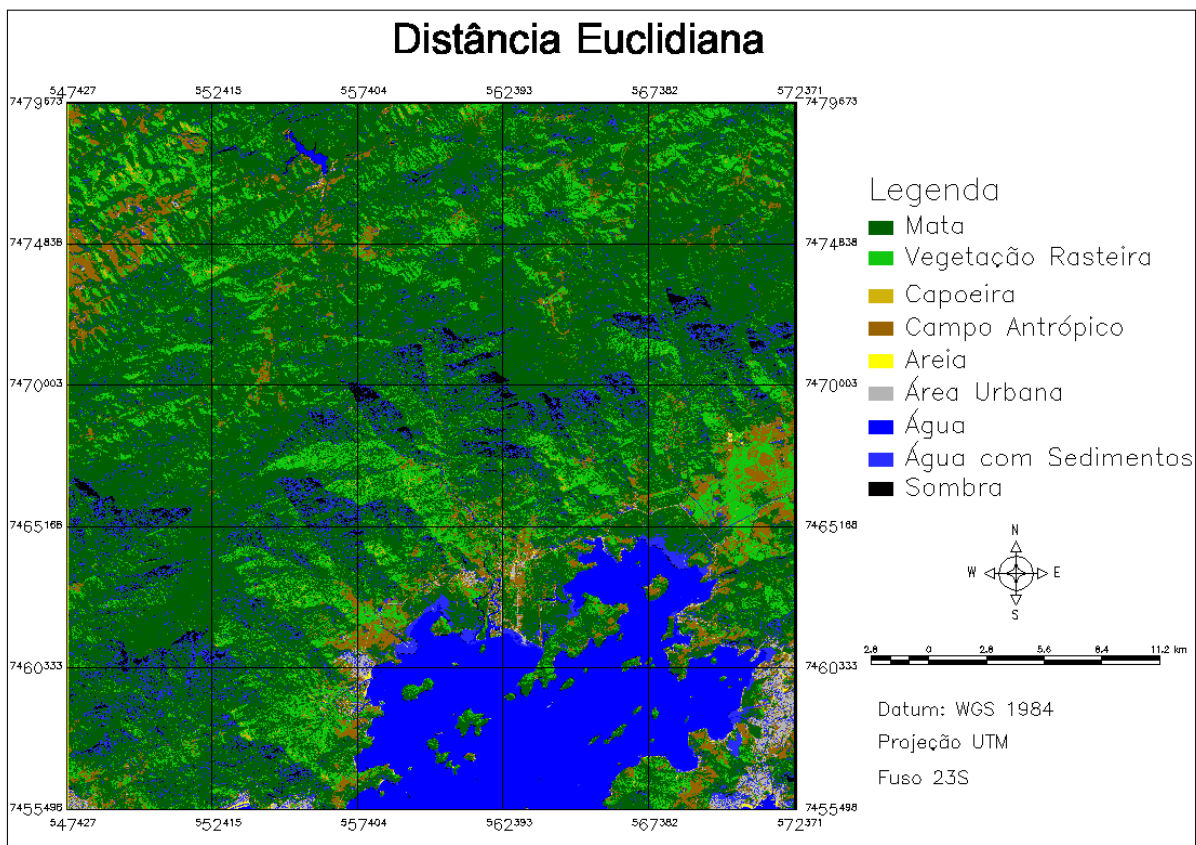 Distância Euclidiana
547427 552415 557404 562393 567382 572371
7479673 7479673
7474838 7474838
7470003 7470003
7465168 7465168
7460333 7460333
7455498 7455498
547427 552415 557404 562393 567382 572371
Legenda
Mata
Vegetação Rasteira
Capoeira
Campo Antrópico
Areia
Área Urbana
Água
Água com Sedimentos
Sombra
N
W E
S
2.8 0 2.8 5.6 8.4 11.2 km
Datum: WGS 1984
Projeção UTM
Fuso 23S